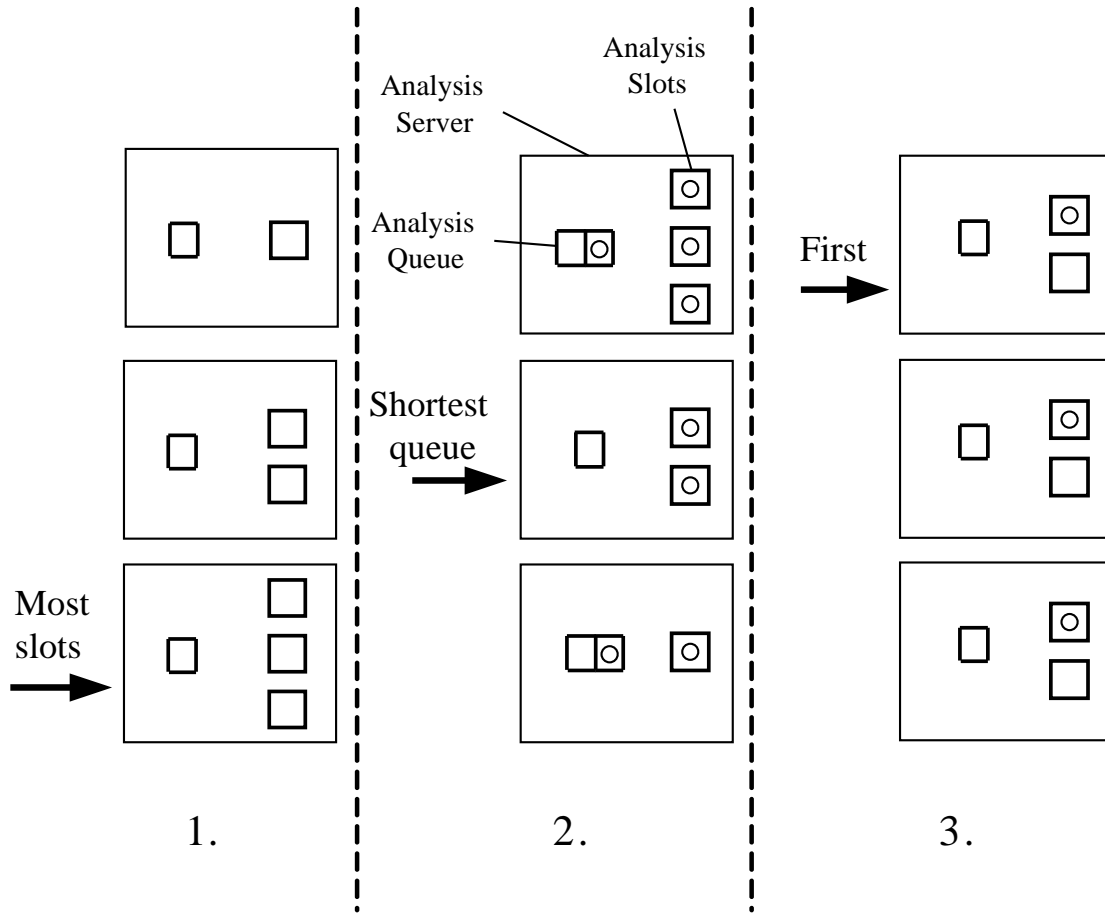 Analysis
Slots
Analysis
Server
Analysis
Queue
First
Shortest
queue
Most
slots
1.
2.
3.